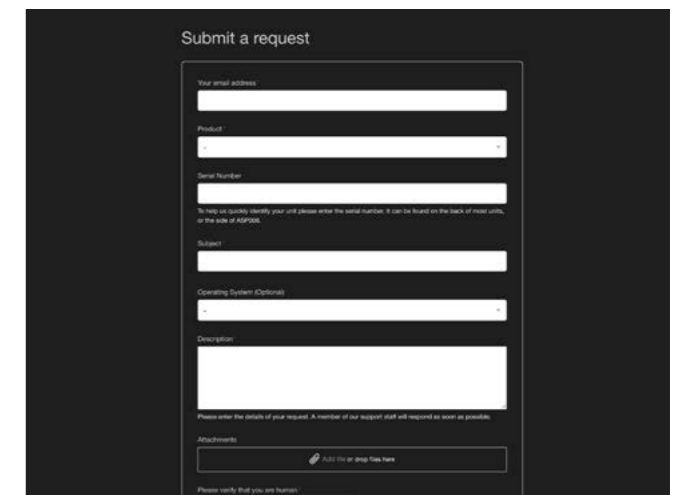 Submit a request
Your email address *
Product *
-
Serial Number
To help us quickly identify your unit please enter the serial number. It can be found on the back of most units,
or the side of ASP008.
Subject
Operating System (Optional)
-
Description
Please enter the details of your request. A member of our support staff will respond as soon as possible.
Attachments
Add file or drop files here
Please verify that you are human *